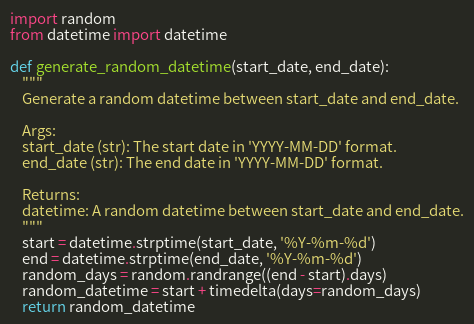 import random
from datetime import datetime

def generate_random_datetime(start_date, end_date):
    """
    Generate a random datetime between start_date and end_date.

    Args:
    start_date (str): The start date in 'YYYY-MM-DD' format.
    end_date (str): The end date in 'YYYY-MM-DD' format.

    Returns:
    datetime: A random datetime between start_date and end_date.
    """
    start = datetime.strptime(start_date, '%Y-%m-%d')
    end = datetime.strptime(end_date, '%Y-%m-%d')
    random_days = random.randrange((end - start).days)
    random_datetime = start + timedelta(days=random_days)
    return random_datetime